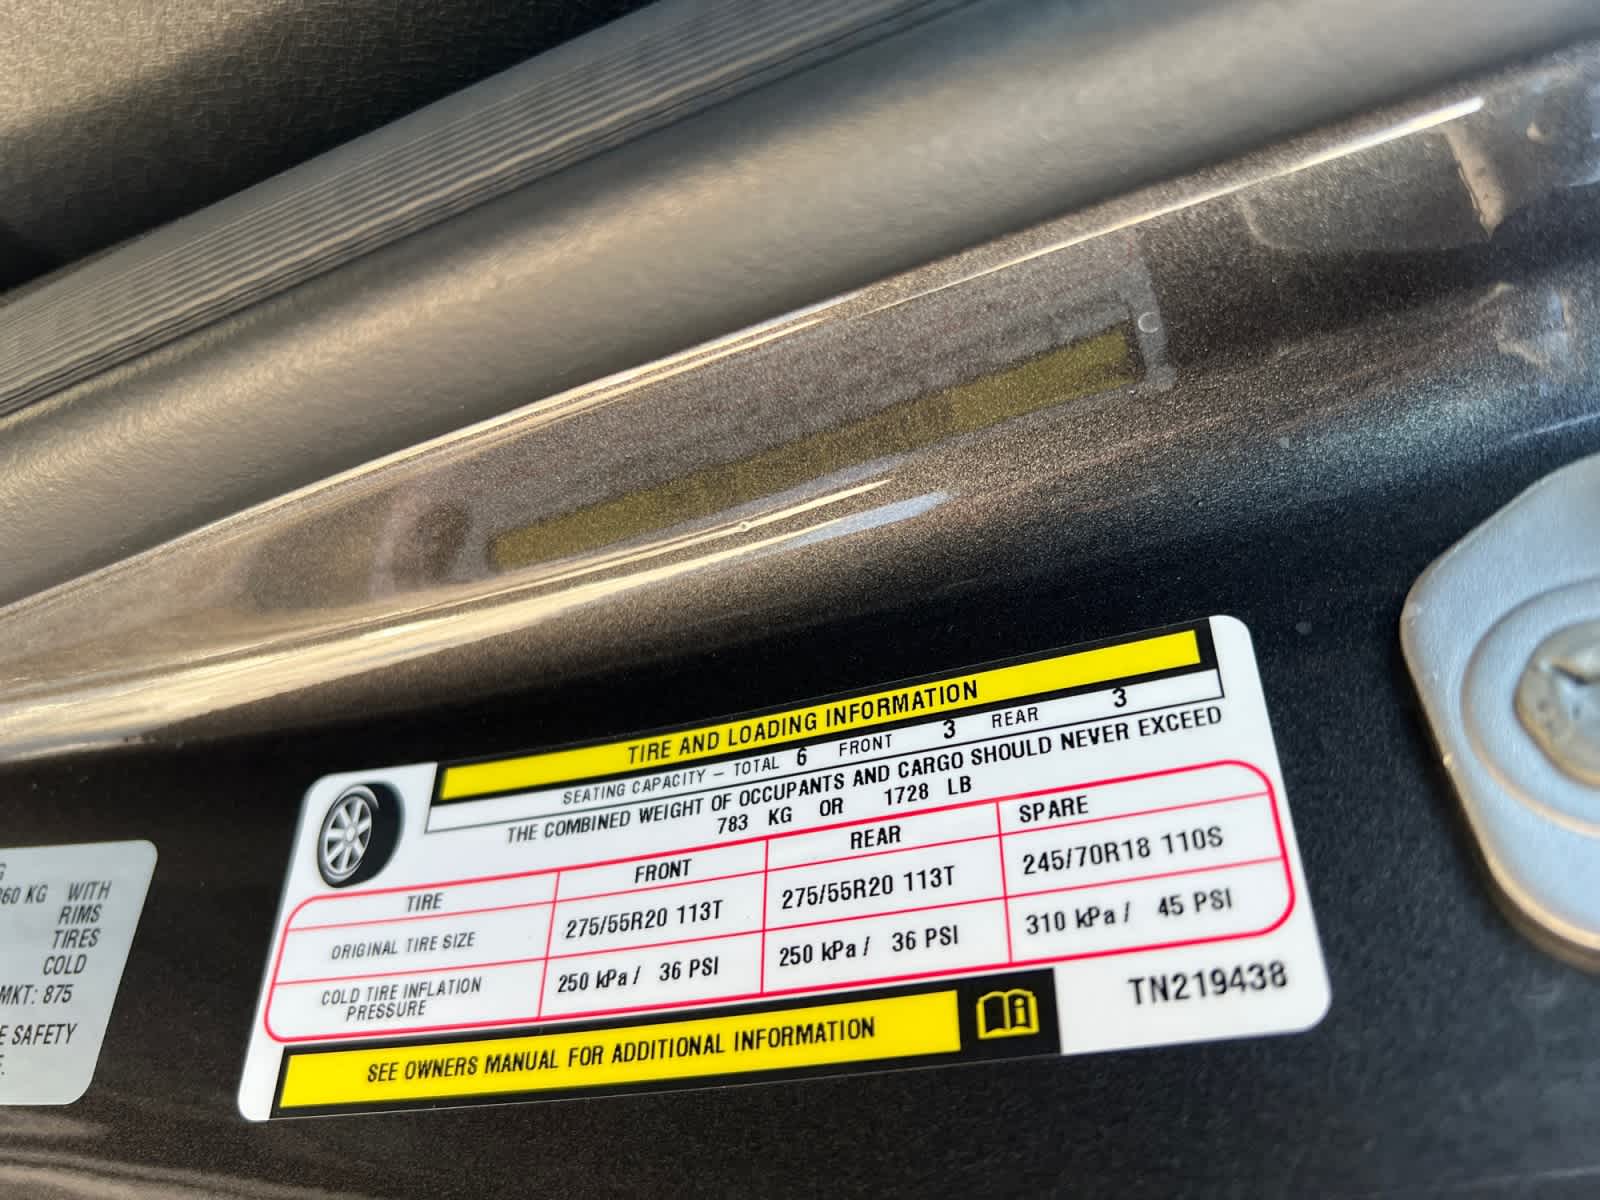 TIRE AND LOADING INFORMATION
SEATING CAPACITY – TOTAL 6 FRONT 3 REAR 3
THE COMBINED WEIGHT OF OCCUPANTS AND CARGO SHOULD NEVER EXCEED
783 KG OR 1728 LB
TIRE FRONT REAR SPARE
ORIGINAL TIRE SIZE 275/55R20 113T 275/55R20 113T 245/70R18 110S
COLD TIRE INFLATION PRESSURE 250 kPa / 36 PSI 250 kPa / 36 PSI 310 kPa / 45 PSI
SEE OWNERS MANUAL FOR ADDITIONAL INFORMATION
TN219438
KG WITH
RIMS
TIRES
COLD
MKT: 875
SAFETY